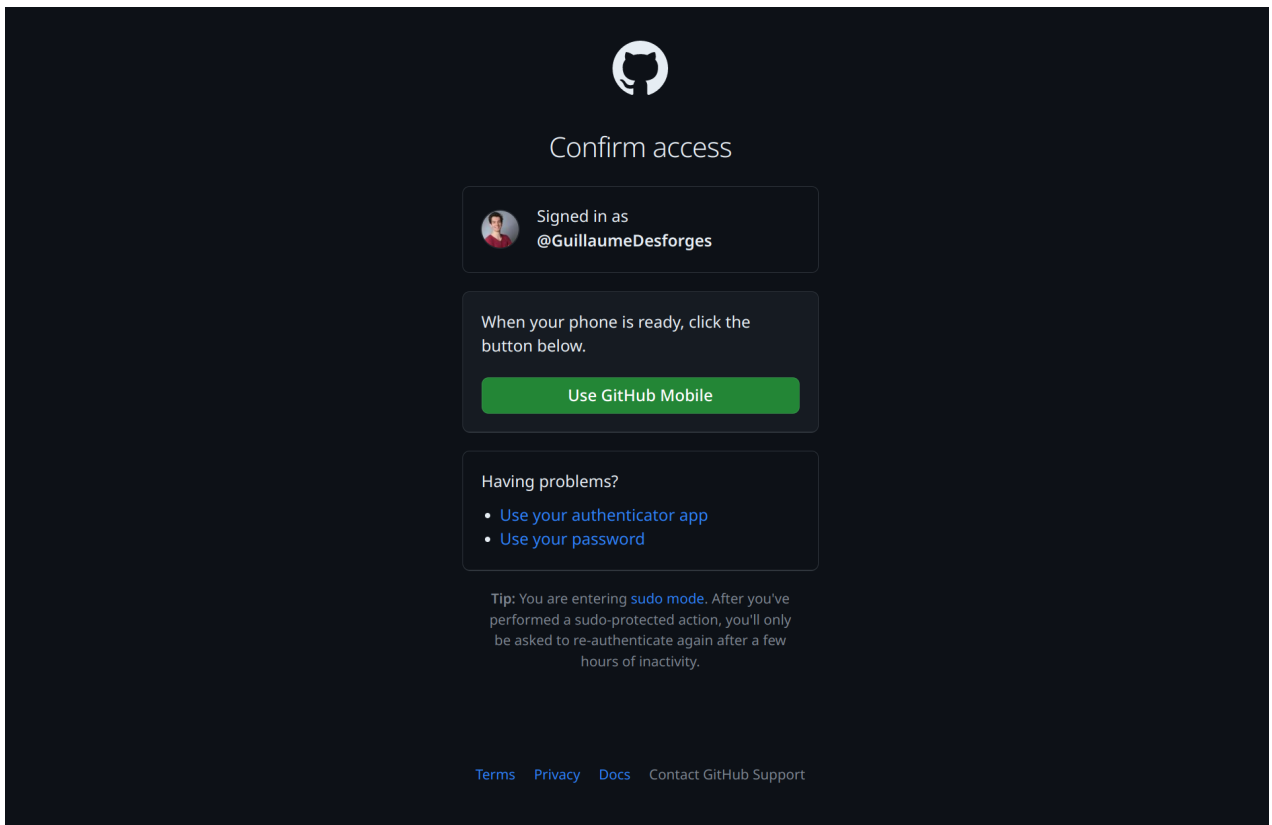 Confirm access
Signed in as
@GuillaumeDesforges
When your phone is ready, click the
button below.
Use GitHub Mobile
Having problems?
• Use your authenticator app
• Use your password
Tip: You are entering sudo mode. After you've
performed a sudo-protected action, you'll only
be asked to re-authenticate again after a few
hours of inactivity.
Terms Privacy Docs Contact GitHub Support